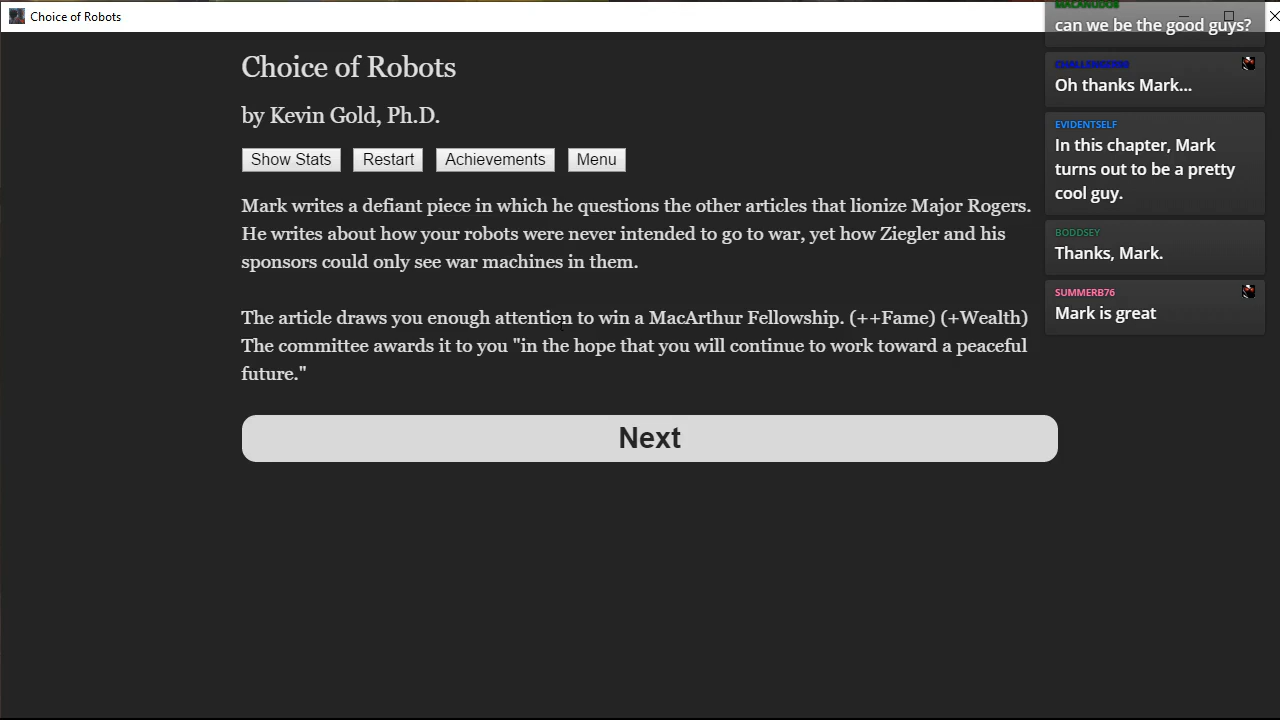 Choice of Robots
Choice of Robots
by Kevin Gold, Ph.D.
Show Stats
Restart
Achievements
Menu
Mark writes a defiant piece in which he questions the other articles that lionize Major Rogers.
He writes about how your robots were never intended to go to war, yet how Ziegler and his
sponsors could only see war machines in them.
The article draws you enough attention to win a MacArthur Fellowship. (++Fame) (+Wealth)
The committee awards it to you "in the hope that you will continue to work toward a peaceful
future."
Next
can we be the good guys?
Oh thanks Mark...
EVIDENTSELF
In this chapter, Mark
turns out to be a pretty
cool guy.
BODDSEY
Thanks, Mark.
SUMMERB76
Mark is great